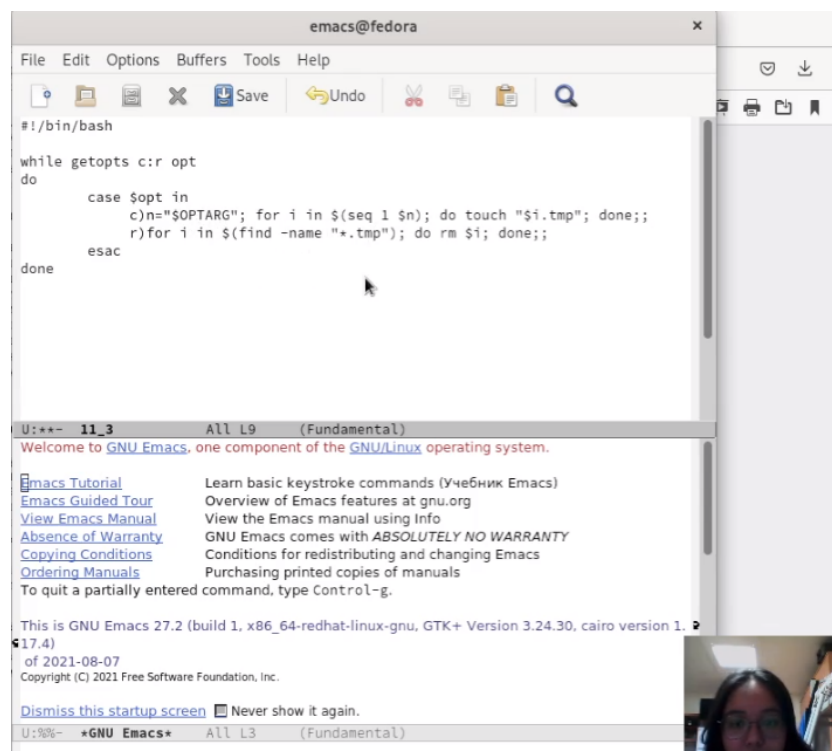 emacs@fedora
File Edit Options Buffers Tools Help
Save Undo
#!/bin/bash
while getopts c:r opt
do
case $opt in
c)n="$OPTARG"; for i in $(seq 1 $n); do touch "$i.tmp"; done;;
r)for i in $(find -name "*.tmp"); do rm $i; done;;
esac
done
U:**- 11_3 All L9 (Fundamental)
Welcome to GNU Emacs, one component of the GNU/Linux operating system.
Emacs Tutorial Learn basic keystroke commands (Учебник Emacs)
Emacs Guided Tour Overview of Emacs features at gnu.org
View Emacs Manual View the Emacs manual using Info
Absence of Warranty GNU Emacs comes with ABSOLUTELY NO WARRANTY
Copying Conditions Conditions for redistributing and changing Emacs
Ordering Manuals Purchasing printed copies of manuals
To quit a partially entered command, type Control-g.
This is GNU Emacs 27.2 (build 1, x86_64-redhat-linux-gnu, GTK+ Version 3.24.30, cairo version 1.
17.4)
of 2021-08-07
Copyright (C) 2021 Free Software Foundation, Inc.
Dismiss this startup screen Never show it again.
U:%%- *GNU Emacs* All L3 (Fundamental)